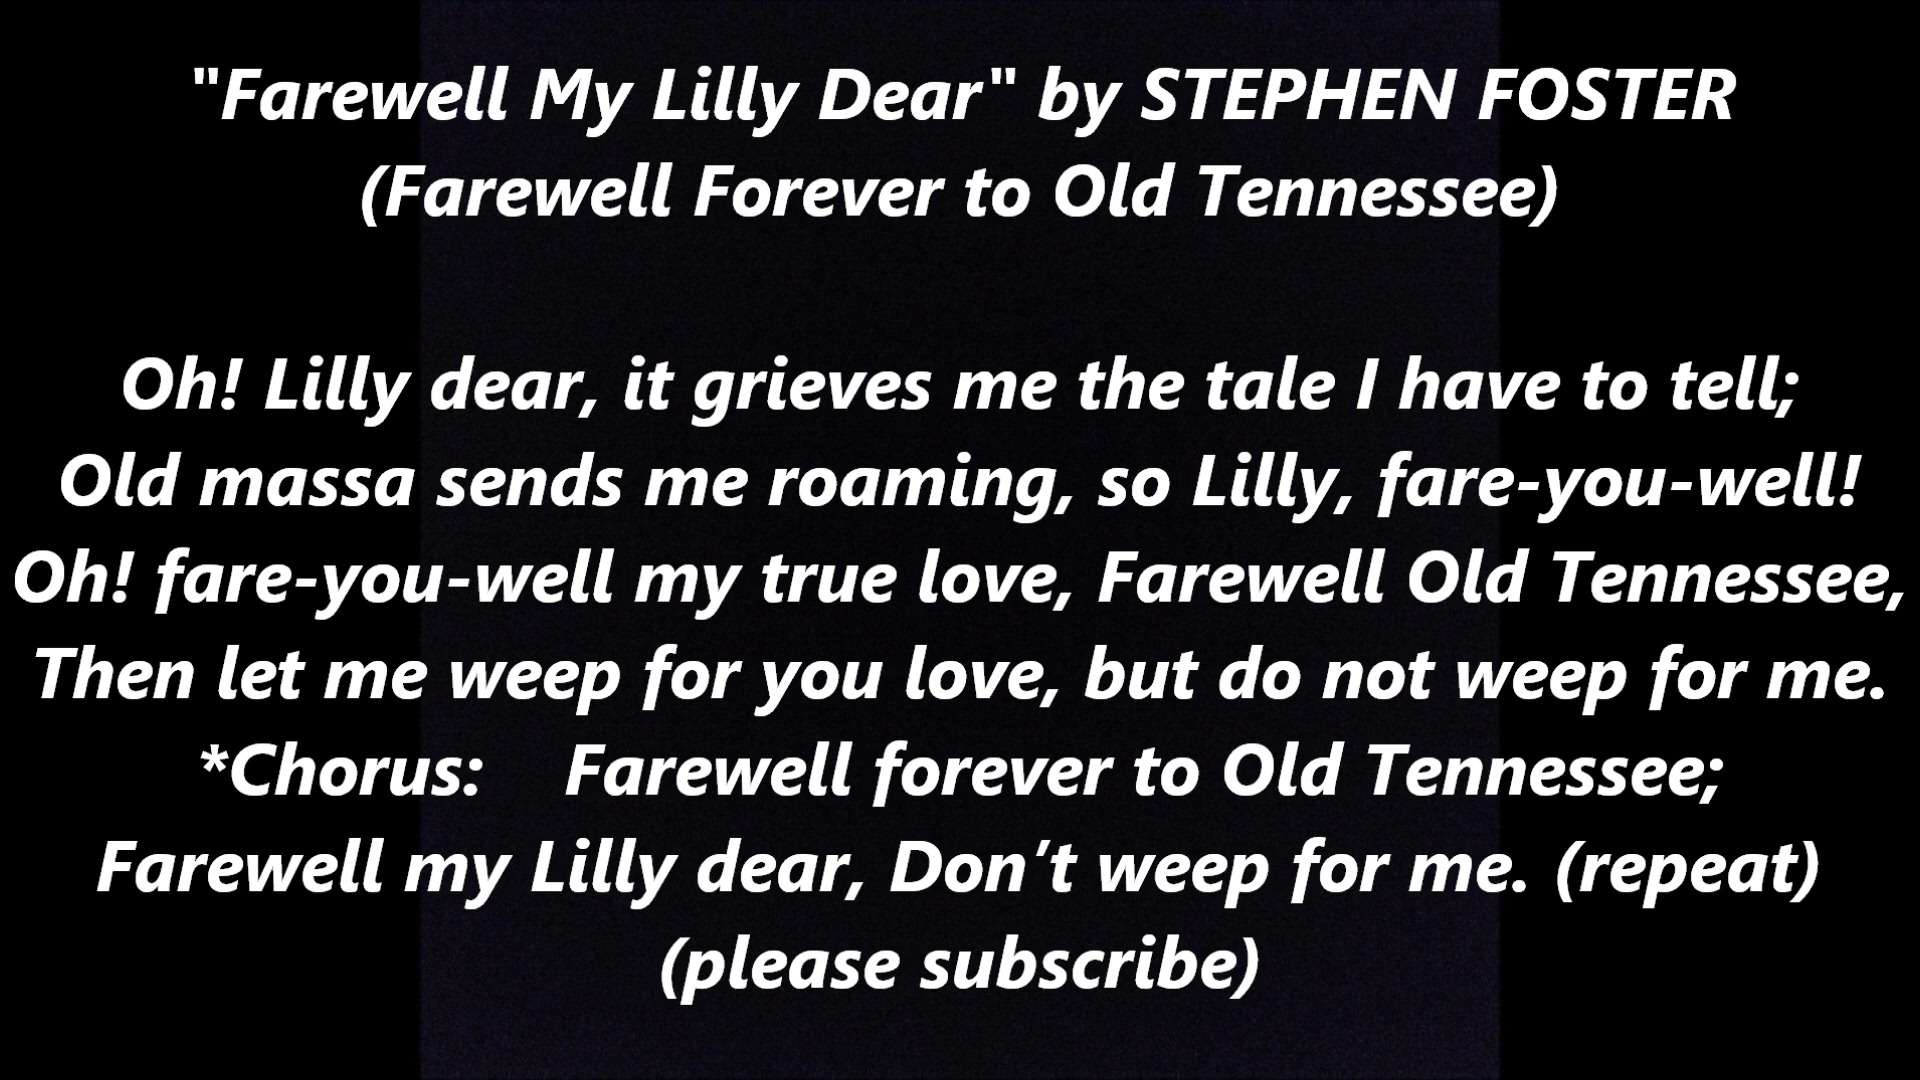 "Farewell My Lilly Dear" by STEPHEN FOSTER
(Farewell Forever to Old Tennessee)
Oh! Lilly dear, it grieves me the tale I have to tell;
Old massa sends me roaming, so Lilly, fare-you-well!
Oh! fare-you-well my true love, Farewell Old Tennessee,
Then let me weep for you love, but do not weep for me.
*Chorus: Farewell forever to Old Tennessee;
Farewell my Lilly dear, Don’t weep for me. (repeat)
(please subscribe)